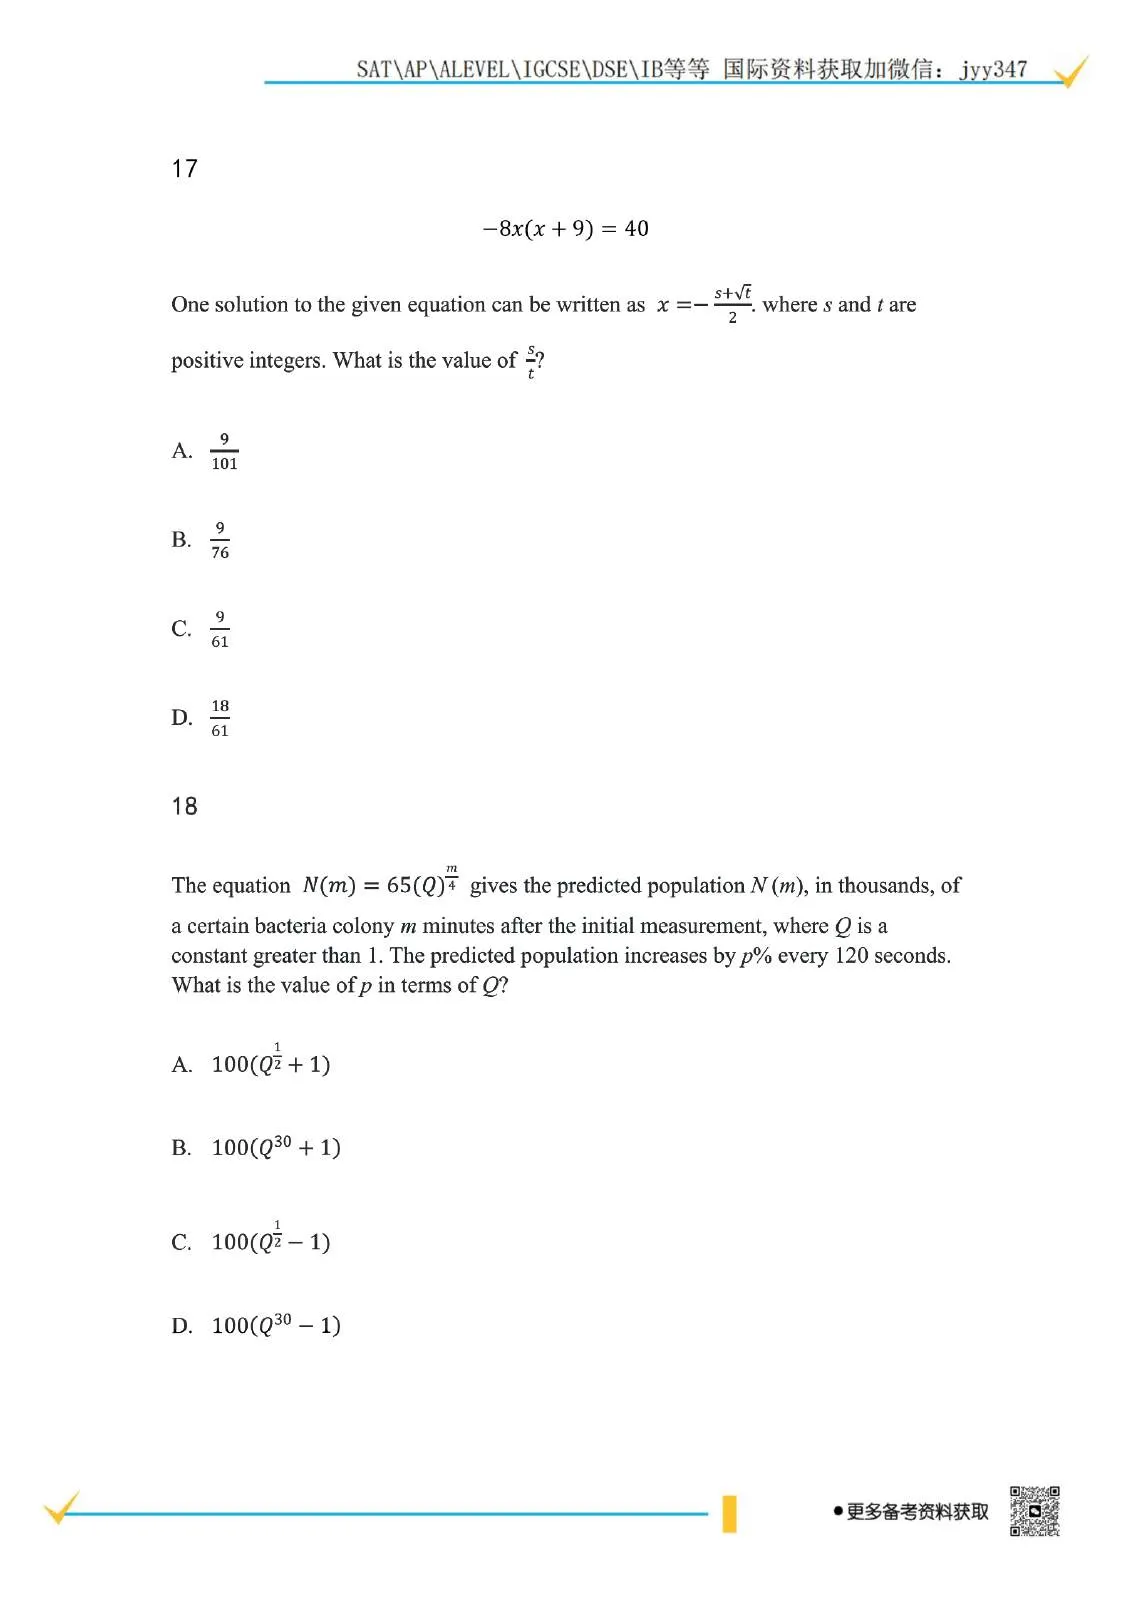 SAT\AP\ALEVEL\IGCSE\DSE\IB等等 国际资料获取加微信：jyy347
17
−8x(x + 9) = 40
One solution to the given equation can be written as x =− (s+√t)/2. where s and t are
positive integers. What is the value of s/t?
A. 9/101
B. 9/76
C. 9/61
D. 18/61
18
The equation N(m) = 65(Q)^(m/4) gives the predicted population N (m), in thousands, of
a certain bacteria colony m minutes after the initial measurement, where Q is a
constant greater than 1. The predicted population increases by p% every 120 seconds.
What is the value of p in terms of Q?
A. 100(Q^(1/2) + 1)
B. 100(Q^30 + 1)
C. 100(Q^(1/2) − 1)
D. 100(Q^30 − 1)
●更多备考资料获取